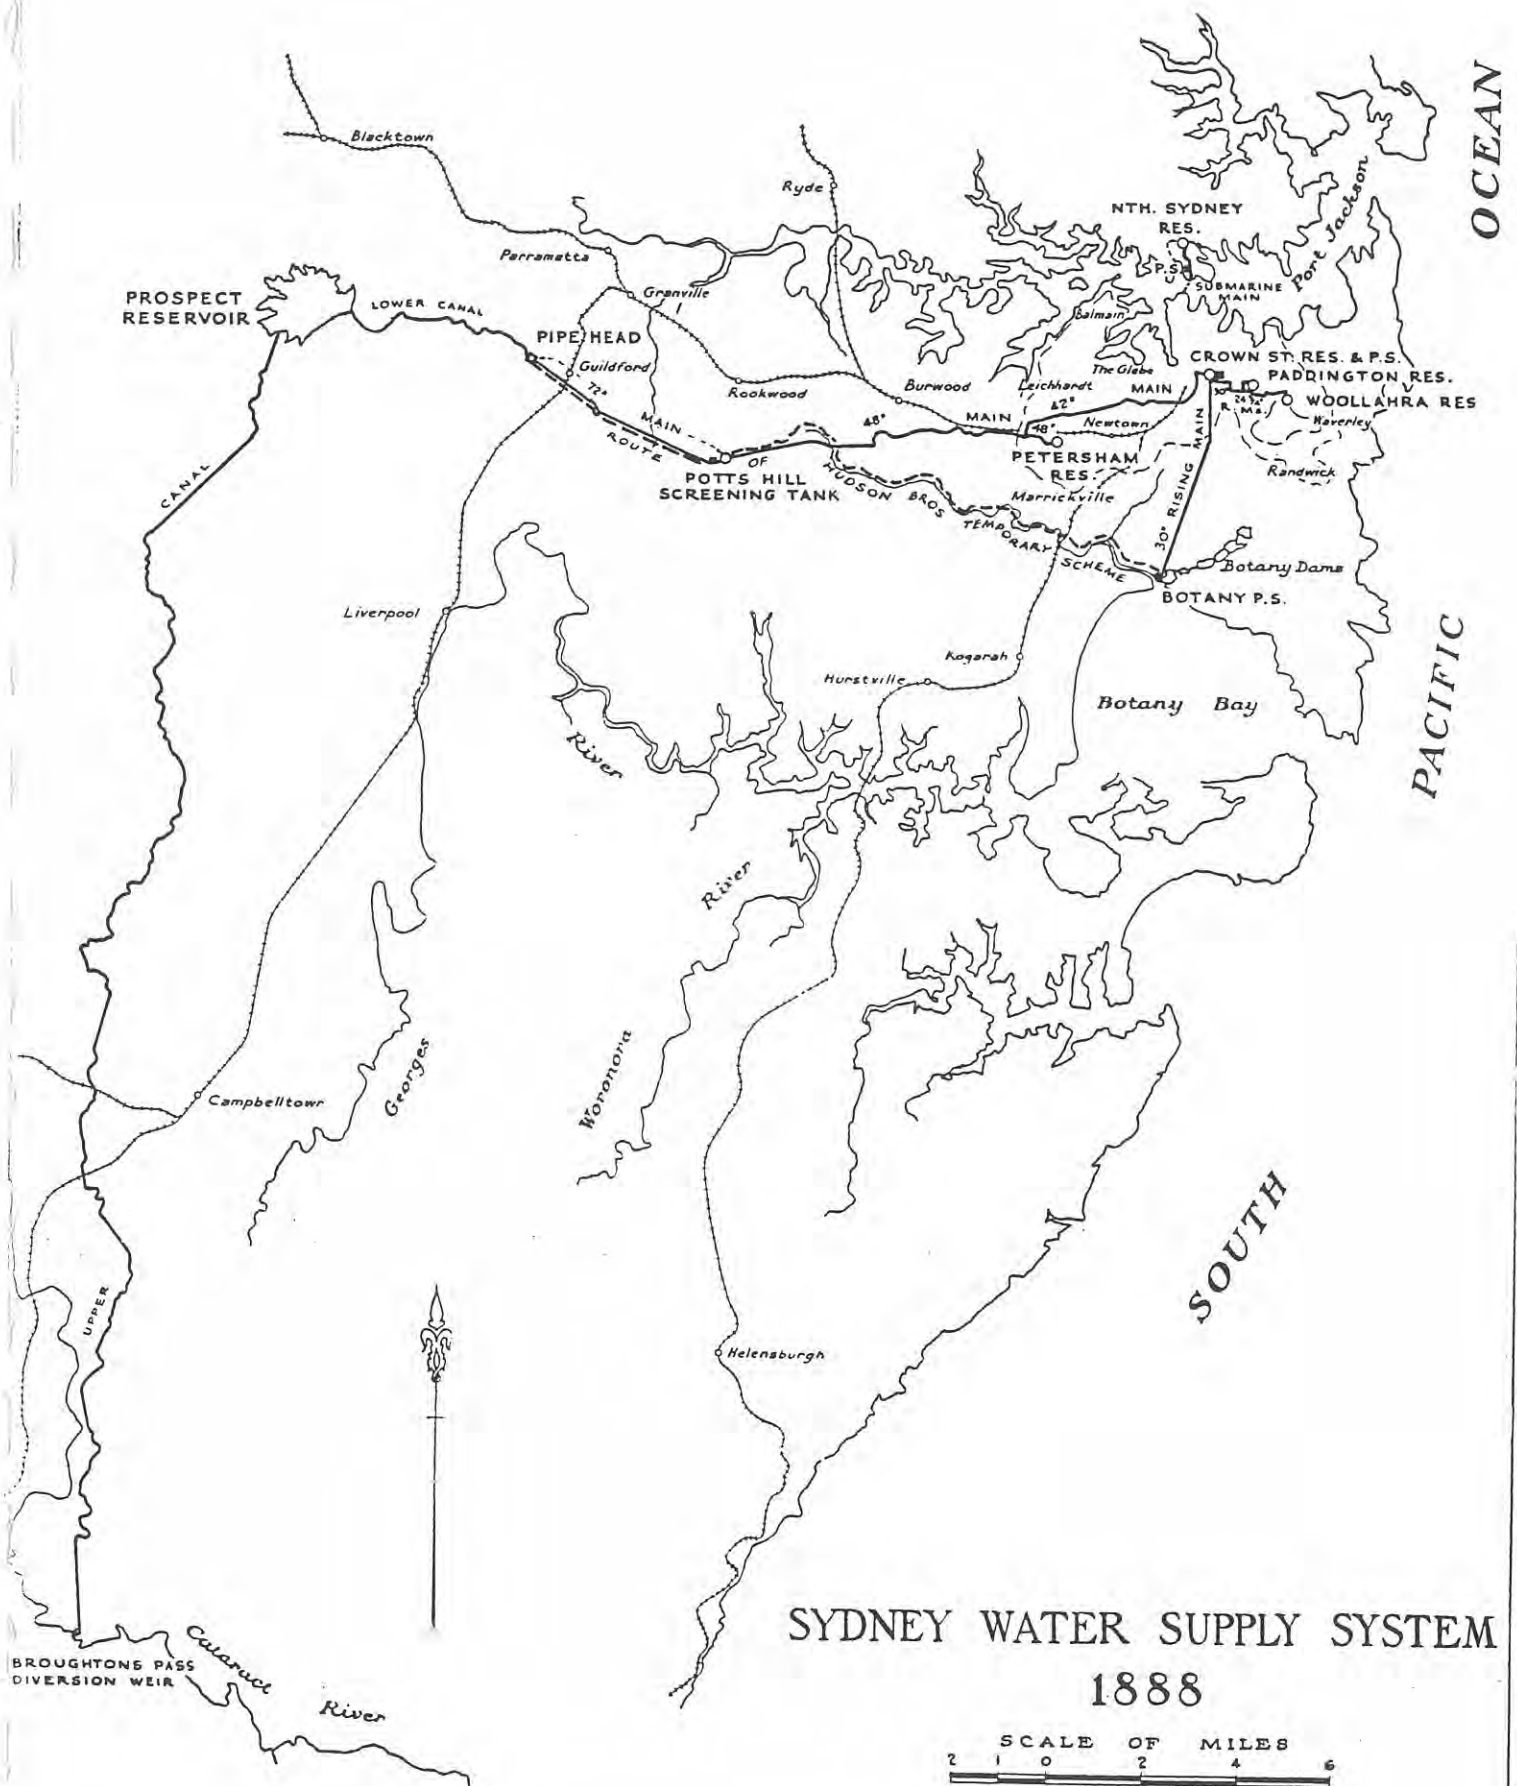 OCEAN
Blacktown
Ryde
Port Jackson
NTH. SYDNEY
RES.
P.S.
SUBMARINE
MAIN
Parramatta
Granville
PROSPECT
RESERVOIR
LOWER CANAL
PIPE HEAD
Guildford
72"
Rookwood
Burwood
Balmain
The Glebe
Leichhardt
CROWN ST. RES. & P.S.
PADDINGTON RES.
WOOLLAHRA RES
Waverley
Randwick
MAIN
42"
48"
MAIN
48"
Newtown
PETERSHAM
RES.
Marrickville
MAIN
ROUTE OF HUDSON BROS TEMPORARY SCHEME
POTTS HILL
SCREENING TANK
30" RISING MAIN
Botany Dams
BOTANY P.S.
CANAL
Liverpool
Kogarah
Hurstville
Botany Bay
PACIFIC
River
River
Georges
Woronora
Campbelltown
SOUTH
UPPER
Helensburgh
BROUGHTONS PASS
DIVERSION WEIR
Cataract
River
SYDNEY WATER SUPPLY SYSTEM
1888
SCALE OF MILES
2 1 0 2 4 6